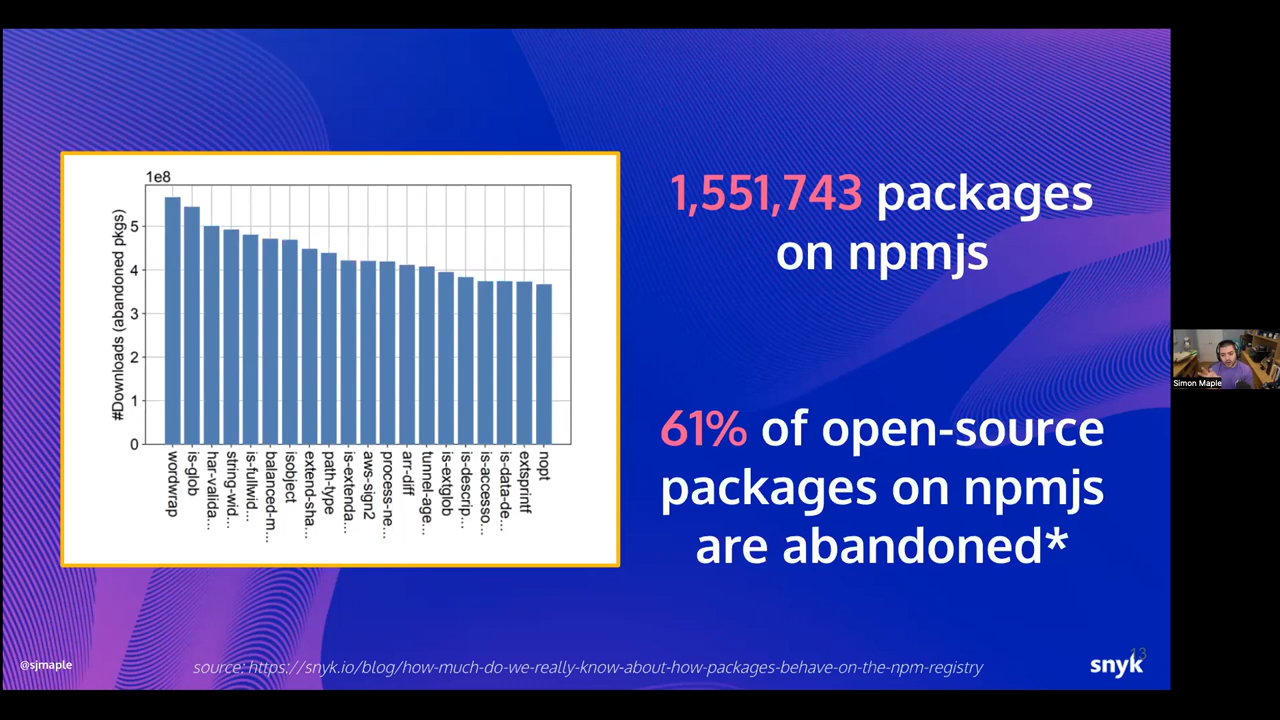 1e8
#Downloads (abandoned pkgs)
5
4
3
2
1
0
wordwrap
is-glob
har-valida...
string-wid...
is-fullwid...
balanced-m...
isobject
extend-sha...
path-type
is-extenda...
aws-sign2
process-ne...
arr-diff
tunnel-age...
is-extglob
is-descrip...
is-accesso...
is-data-de...
extsprintf
nopt
1,551,743 packages
on npmjs
61% of open-source
packages on npmjs
are abandoned*
Simon Maple
@sjmaple
source: https://snyk.io/blog/how-much-do-we-really-know-about-how-packages-behave-on-the-npm-registry
13
snyk